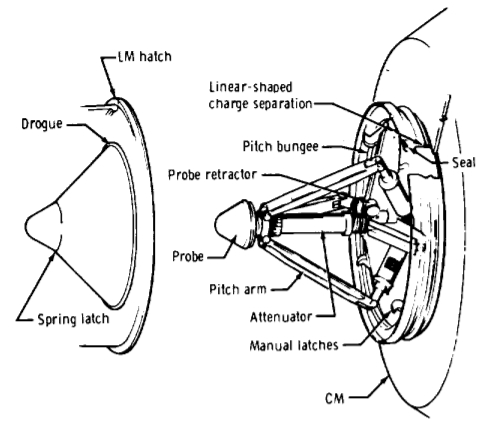 LM hatch
Drogue
Spring latch
Linear-shaped
charge separation
Pitch bungee
Seal
Probe retractor
Probe
Pitch arm
Attenuator
Manual latches
CM